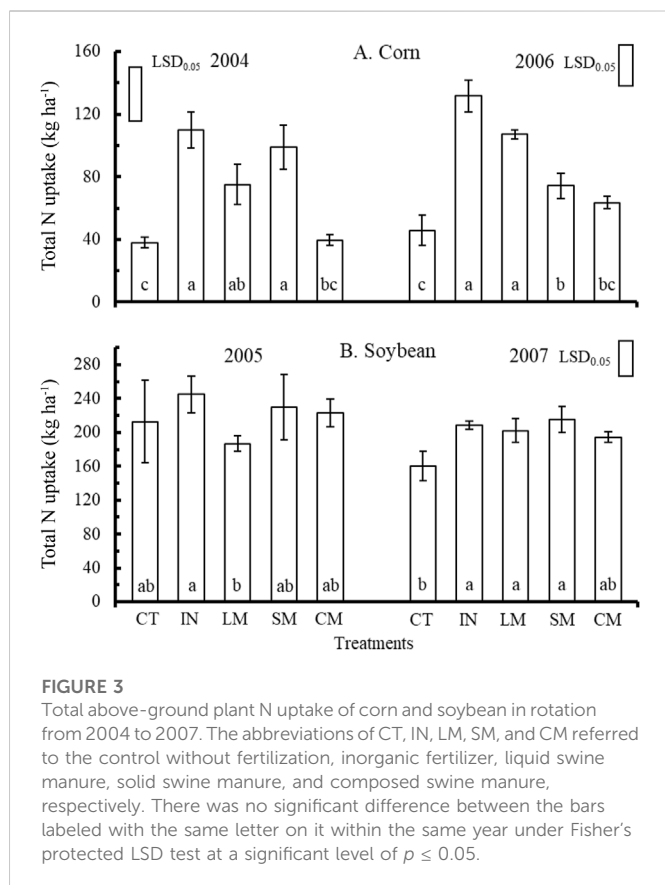 LSD0.05 2004 A. Corn 2006 LSD0.05
Total N uptake (kg ha-1)
160
120
80
40
0
c a ab a bc c a a b bc
2005 B. Soybean 2007 LSD0.05
Total N uptake (kg ha-1)
280
240
200
160
120
80
40
0
ab a b ab ab b a a a ab
CT IN LM SM CM CT IN LM SM CM
Treatments
FIGURE 3
Total above-ground plant N uptake of corn and soybean in rotation
from 2004 to 2007. The abbreviations of CT, IN, LM, SM, and CM referred
to the control without fertilization, inorganic fertilizer, liquid swine
manure, solid swine manure, and composed swine manure,
respectively. There was no significant difference between the bars
labeled with the same letter on it within the same year under Fisher's
protected LSD test at a significant level of p ≤ 0.05.